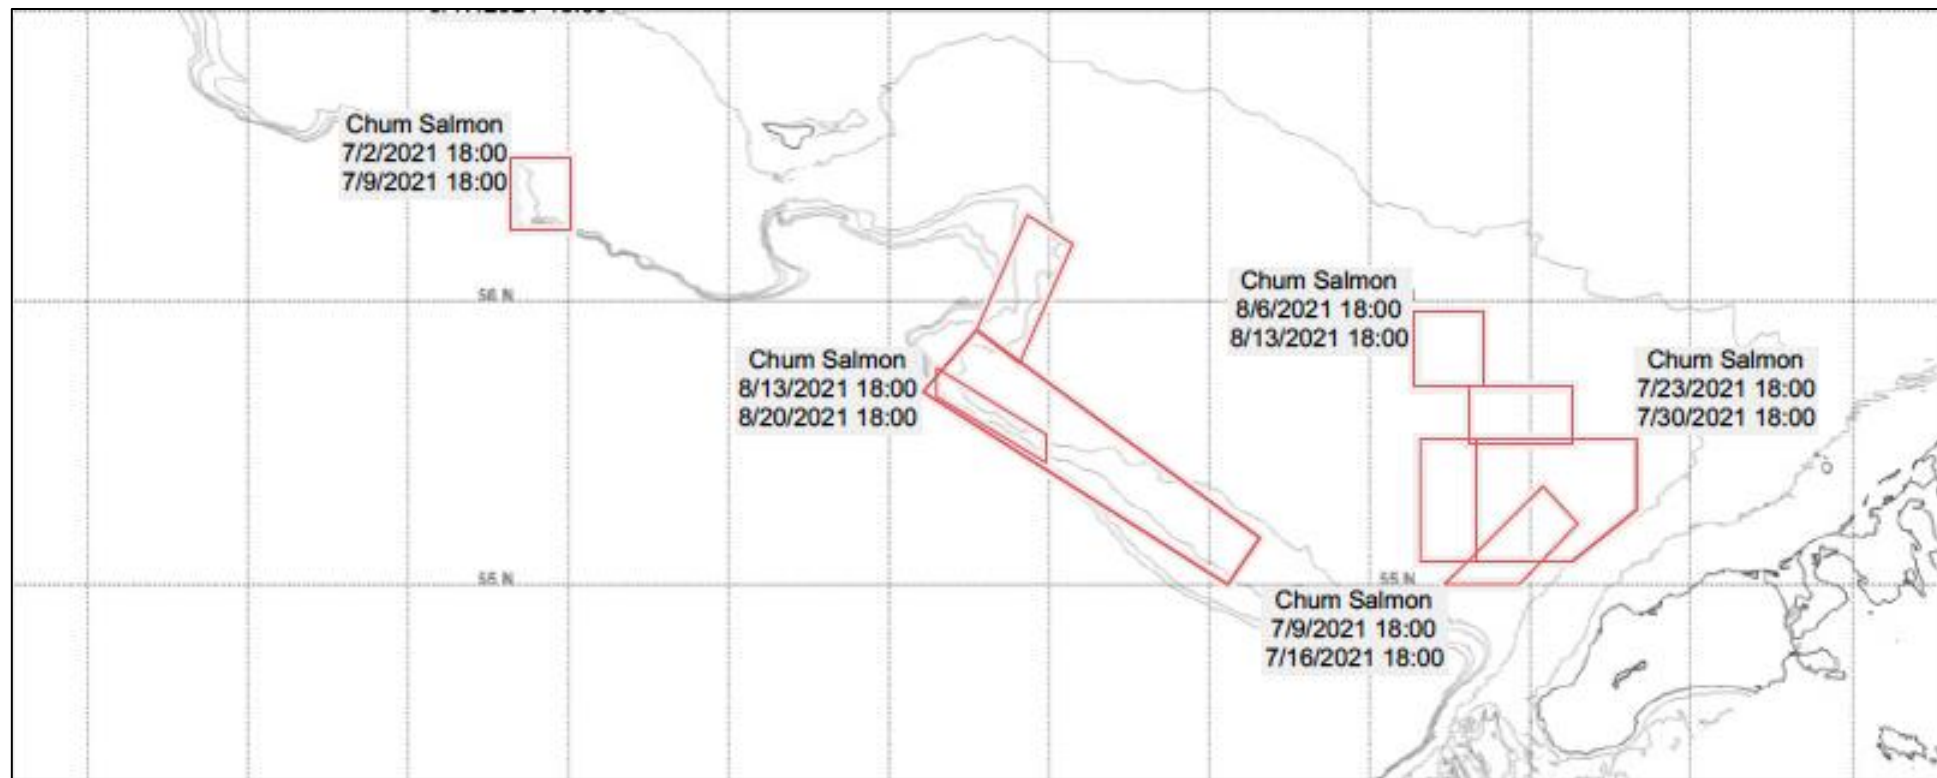 Chum Salmon
7/2/2021 18:00
7/9/2021 18:00
56 N
Chum Salmon
8/6/2021 18:00
8/13/2021 18:00
Chum Salmon
8/13/2021 18:00
8/20/2021 18:00
Chum Salmon
7/23/2021 18:00
7/30/2021 18:00
55 N
55 N
Chum Salmon
7/9/2021 18:00
7/16/2021 18:00